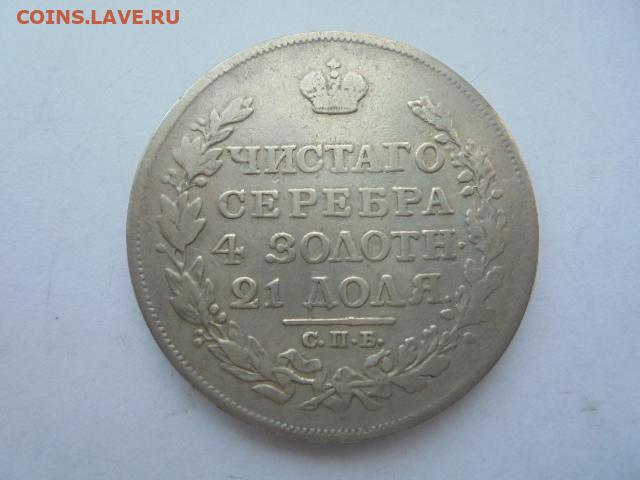 COINS.LAVE.RU
ЧИСТАГО
СЕРЕБРА
4 ЗОЛОТН.
21 ДОЛЯ.
С.П.Б.